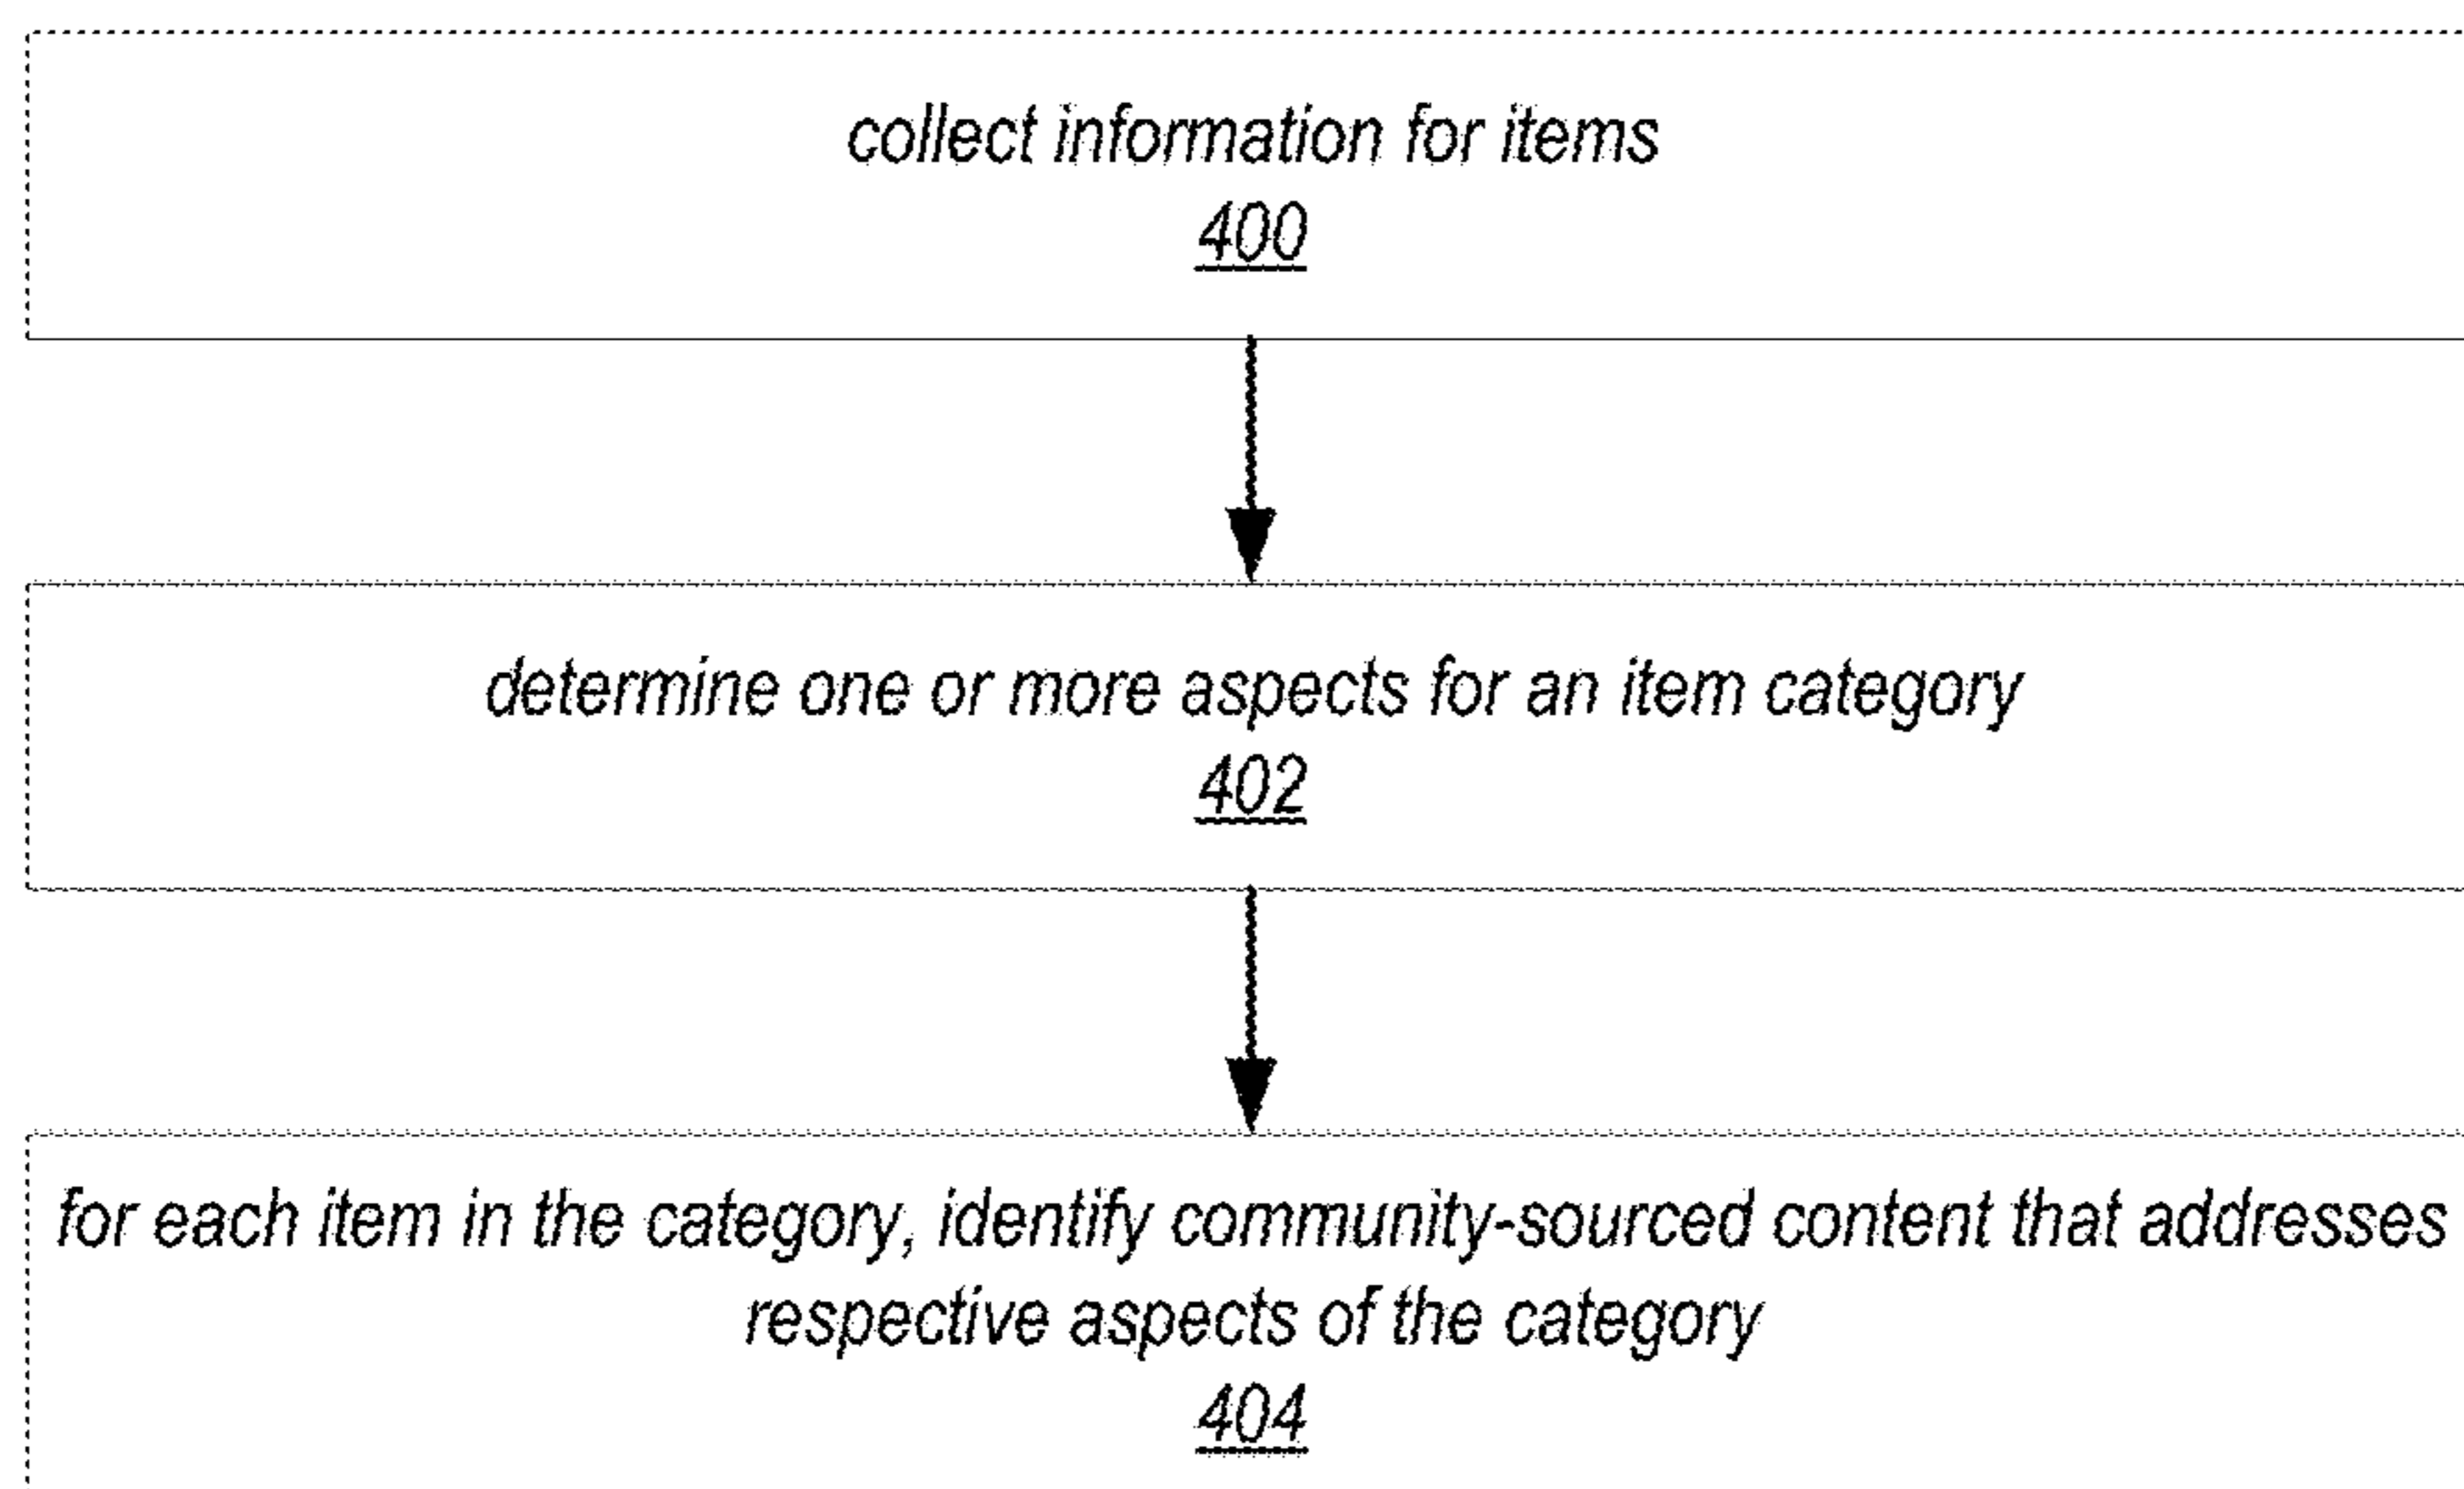 collect information for items
400
determine one or more aspects for an item category
402
for each item in the category, identify community-sourced content that addresses
respective aspects of the category
404